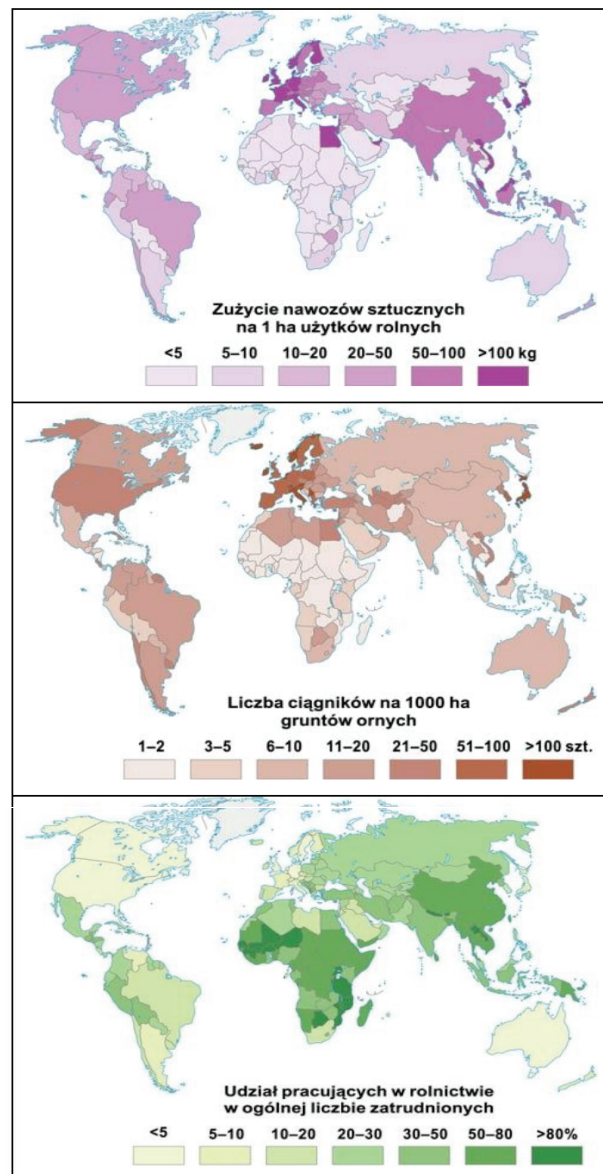 Zużycie nawozów sztucznych
na 1 ha użytków rolnych
<5 5–10 10–20 20–50 50–100 >100 kg
Liczba ciągników na 1000 ha
gruntów ornych
1–2 3–5 6–10 11–20 21–50 51–100 >100 szt.
Udział pracujących w rolnictwie
w ogólnej liczbie zatrudnionych
<5 5–10 10–20 20–30 30–50 50–80 >80%